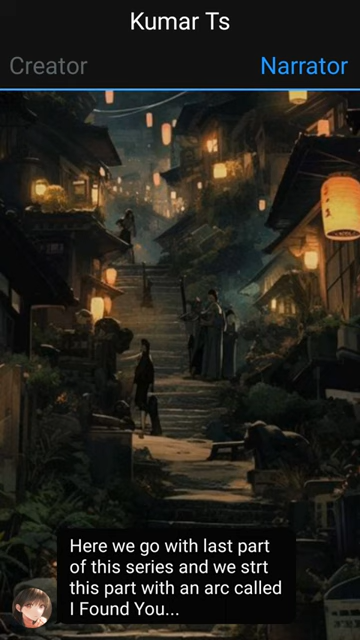 Kumar Ts
Creator
Narrator
Here we go with last part
of this series and we strt
this part with an arc called
I Found You...